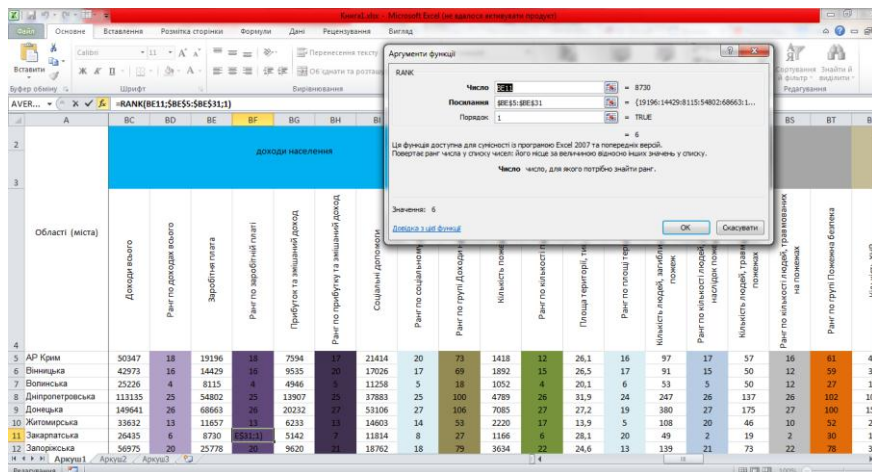 Книга1.xlsx - Microsoft Excel (не вдалося активувати продукт)
Файл Основне Вставлення Розмітка сторінки Формули Дані Рецензування Вигляд
Вставити
Calibri 11
Ж К П
Перенесення тексту
Буфер обміну Шрифт Вирівнювання
Сортування і фільтр
Знайти й виділити
Редагування
AVER... =RANK(BE11;$BE$5:$BE$31;1)
Аргументи функції
RANK
Число BE11 = 8730
Посилання $BE$5:$BE$31 = {19196:14429:8115:54802:68663:1...
Порядок 1 = TRUE
= 6
Ця функція доступна для сумісності із програмою Excel 2007 та попередніх версій.
Повертає ранг числа у списку чисел: його місце за величиною відносно інших значень у списку.
Число число, для якого потрібно знайти ранг.
Значення: 6
Довідка з цієї функції
OK Скасувати
A BC BD BE BF BG BH BS BT
2
доходи населення
3
Області (міста)
Доходи всього
Ранг по доходах всього
Заробітна плата
Ранг по заробітній платі
Прибуток та змішаний доход
Ранг по прибутку та змішаний доход
Соціальні допомоги
Ранг по соціальном
Ранг по групі Доходи н
Кількість пожеж
Ранг по кількості п
Площа території, ти
Ранг по площі тер
Кількість людей, загибли
пожеж
Ранг по кількості людей,
наслідок пожеж
Кількість людей, травм
пожежах
Ранг по кількості людей, травмованих
на пожежах
Ранг по групі Пожежна безпека
4
5 АР Крим 50347 18 19196 18 7594 17 21414 20 73 1418 12 26,1 16 97 17 57 16 61
6 Вінницька 42973 16 14429 16 9535 20 17026 17 69 1892 15 26,5 17 91 15 50 12 59
7 Волинська 25226 4 8115 4 4946 5 11258 5 18 1052 4 20,1 6 53 5 50 12 27
8 Дніпропетровська 113135 25 54802 25 13907 25 37883 25 100 4789 26 31,9 24 247 26 137 26 102
9 Донецька 149641 26 68663 26 20232 27 53106 27 106 7085 27 27,2 19 380 27 175 27 100
10 Житомирська 33632 13 11657 13 6233 13 14603 14 53 2220 17 13,9 5 108 20 46 10 52
11 Закарпатська 26435 6 8730 E$31;1) 5142 7 11814 8 27 1166 6 28,1 20 49 2 19 2 30
12 Запорізька 56975 20 25778 20 9620 21 18762 18 79 3634 22 24,6 13 139 21 73 22 78
Аркуш1 Аркуш2 Аркуш3
Редагування 100%